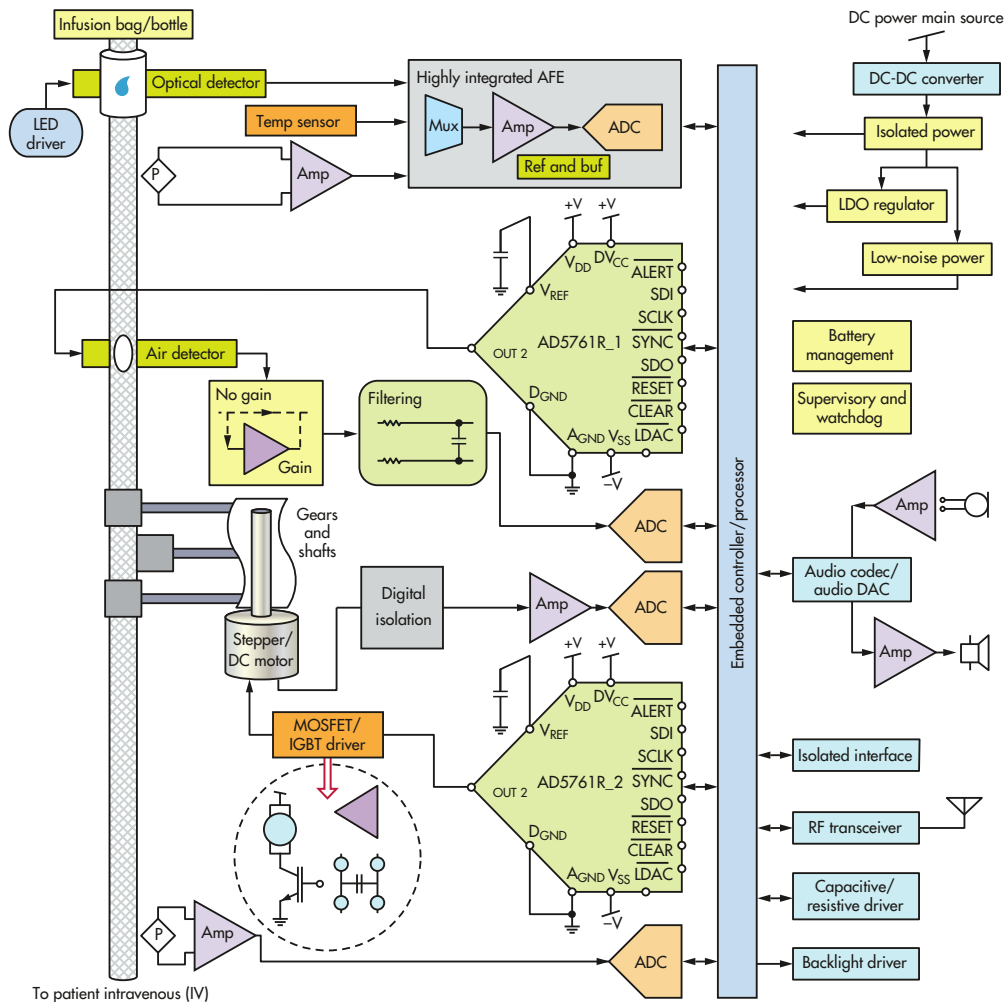 Infusion bag/bottle
Optical detector
LED
driver
Temp sensor
P
Amp
Highly integrated AFE
Mux
Amp
ADC
Ref and buf
DC power main source
DC-DC converter
Isolated power
LDO regulator
Low-noise power
Battery
management
Supervisory and
watchdog
+V
+V
VDD
DVCC
VREF
ALERT
SDI
SCLK
SYNC
SDO
RESET
CLEAR
LDAC
OUT 2
AD5761R_1
DGND
AGND
VSS
–V
Air detector
No gain
Gain
Filtering
ADC
Gears
and
shafts
Stepper/
DC motor
Digital
isolation
Amp
ADC
Embedded controller/processor
Amp
Audio codec/
audio DAC
Amp
MOSFET/
IGBT driver
+V
+V
VDD
DVCC
VREF
ALERT
SDI
SCLK
SYNC
SDO
RESET
CLEAR
LDAC
OUT 2
AD5761R_2
DGND
AGND
VSS
–V
Isolated interface
RF transceiver
Capacitive/
resistive driver
Backlight driver
P
Amp
ADC
To patient intravenous (IV)